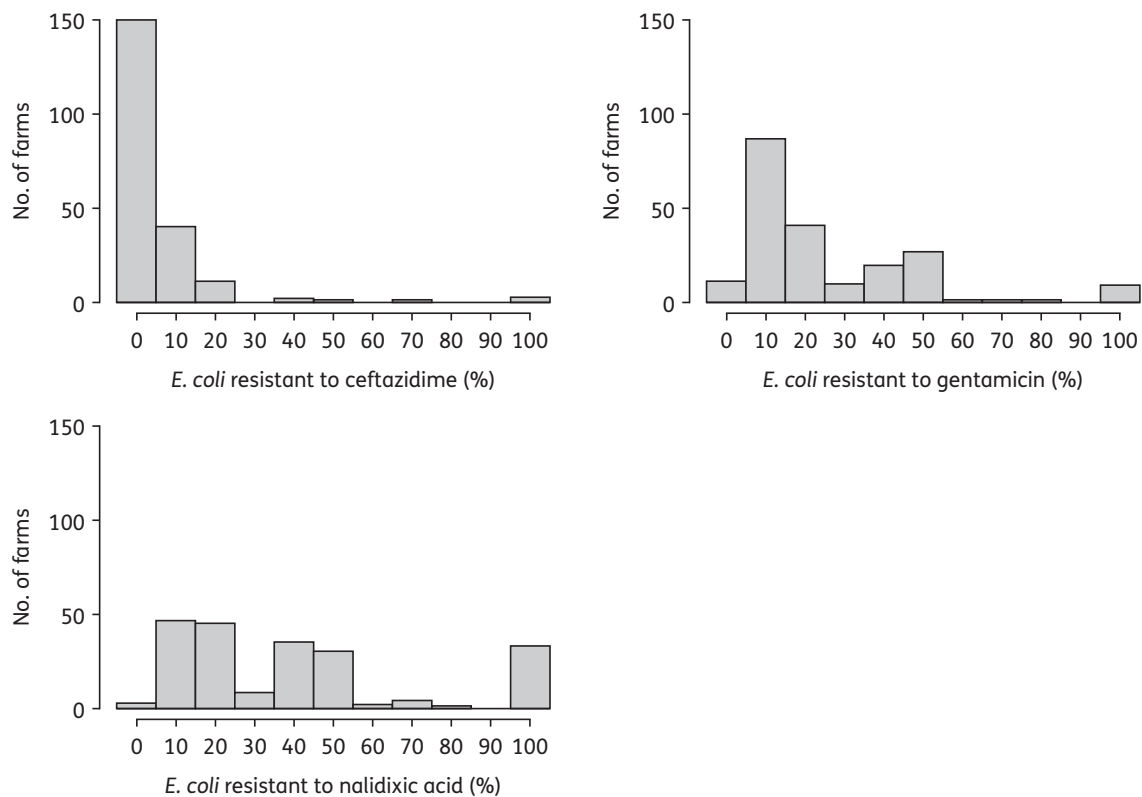 150
100
50
0
No. of farms
0 10 20 30 40 50 60 70 80 90 100
E. coli resistant to ceftazidime (%)
150
100
50
0
No. of farms
0 10 20 30 40 50 60 70 80 90 100
E. coli resistant to gentamicin (%)
150
100
50
0
No. of farms
0 10 20 30 40 50 60 70 80 90 100
E. coli resistant to nalidixic acid (%)